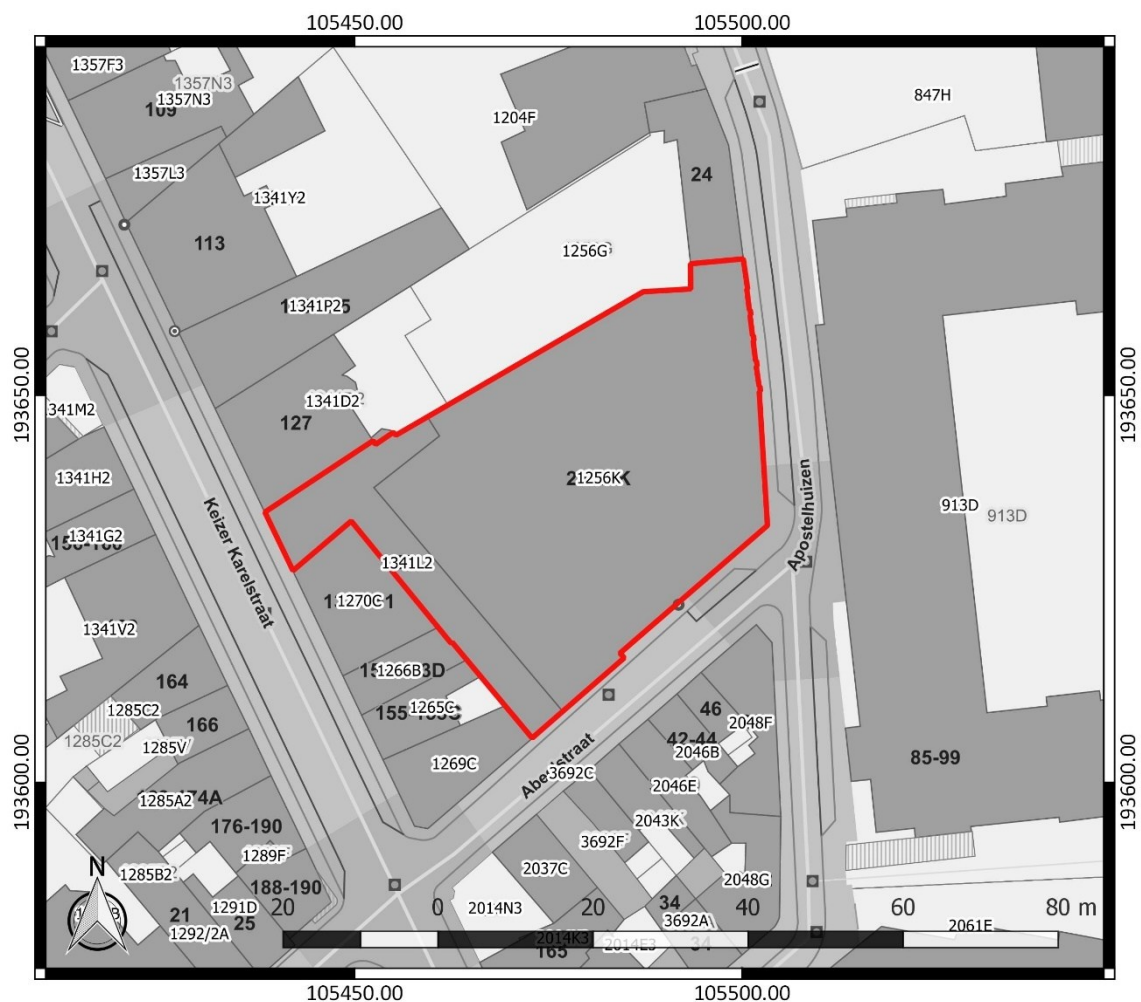 105450.00
105500.00
1357F3
1357N3
1357N3
109
847H
1204F
1357L3
24
1341Y2
113
1256G
1341P2
193650.00
193650.00
1341D2
341M2
127
1341H2
1256K
913D
913D
1341G2
Keizer Karelstraat
Apostelhuizen
1341L2
1270C
1341V2
1266B
164
155
1265C
46
1285C2
1285C2
166
42-44
2048F
1285V
2046B
Abeelstraat
1269C
3692C
85-99
2046E
193600.00
193600.00
1285A2
176-190
2043K
3692F
1289F
N
1285B2
2037C
2048G
188-190
1291D
20
0
20
40
60
80 m
21
25
2014N3
34
3692A
2061E
1292/2A
2014K3
2014E3
34
165
105450.00
105500.00